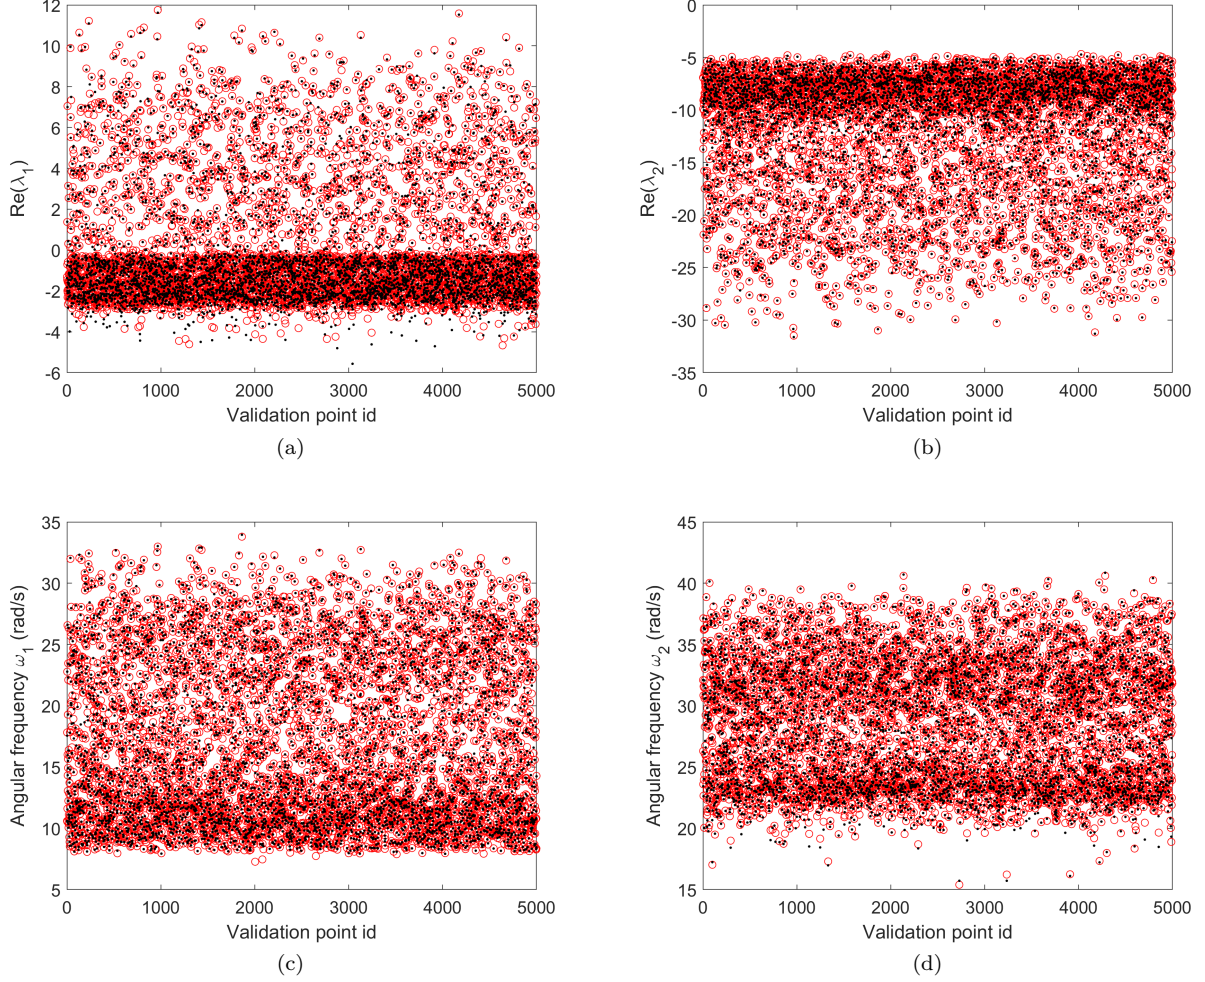 12
10
8
6
4
2
0
-2
-4
-6
Re(λ1)
0 1000 2000 3000 4000 5000
Validation point id
(a)
0
-5
-10
-15
-20
-25
-30
-35
Re(λ2)
0 1000 2000 3000 4000 5000
Validation point id
(b)
35
30
25
20
15
10
5
Angular frequency ω1 (rad/s)
0 1000 2000 3000 4000 5000
Validation point id
(c)
45
40
35
30
25
20
15
Angular frequency ω2 (rad/s)
0 1000 2000 3000 4000 5000
Validation point id
(d)